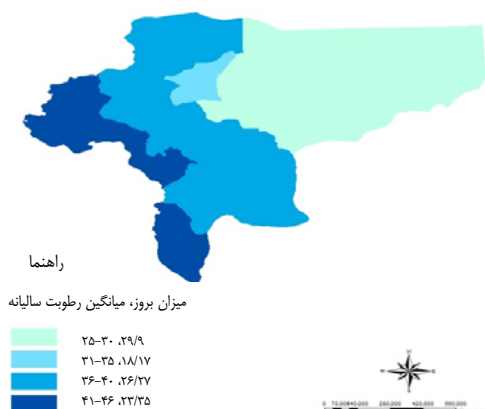 راهنما
میزان بروز، میانگین رطوبت سالیانه
۲۵-۳۰، ۲۹/۹
۳۱-۳۵، ۱۸/۱۷
۳۶-۴۰، ۲۶/۲۷
۴۱-۴۶، ۲۳/۳۵